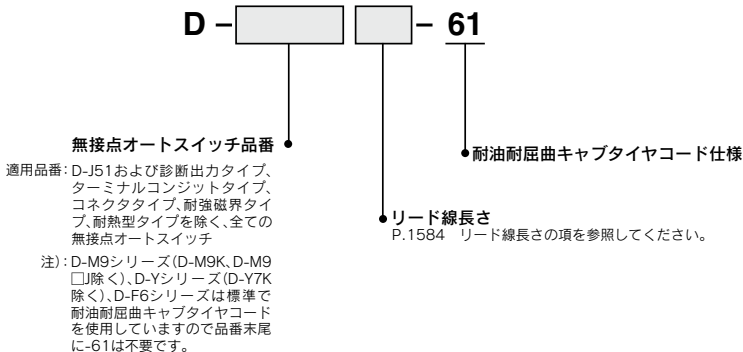 D – – 61
無接点オートスイッチ品番
適用品番：D-J51および診断出力タイプ、
ターミナルコンジットタイプ、
コネクタタイプ、耐強磁界タイ
プ、耐熱型タイプを除く、全ての
無接点オートスイッチ
注）：D-M9シリーズ（D-M9K、D-M9
□J除く）、D-Yシリーズ（D-Y7K
除く）、D-F6シリーズは標準で
耐油耐屈曲キャブタイヤコード
を使用していますので品番末尾
に-61は不要です。
リード線長さ
P.1584　リード線長さの項を参照してください。
耐油耐屈曲キャブタイヤコード仕様